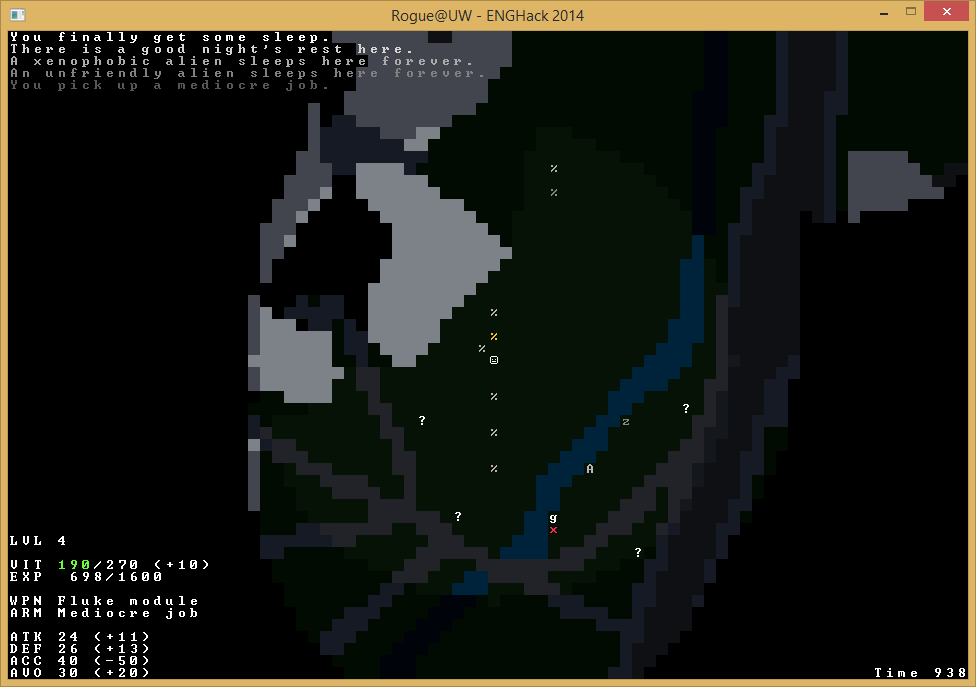 Rogue@UW - ENGHack 2014
You finally get some sleep.
There is a good night's rest here.
A xenophobic alien sleeps here forever.
An unfriendly alien sleeps here forever.
You pick up a mediocre job.
%
%
%
%
%
%
?
?
z
%
A
%
?
g
x
?
LVL 4
VIT 190/270 (+10)
EXP 698/1600
WPN Fluke module
ARM Mediocre job
ATK 24 (+11)
DEF 26 (+13)
ACC 40 (-50)
AVO 30 (+20)
Time 938